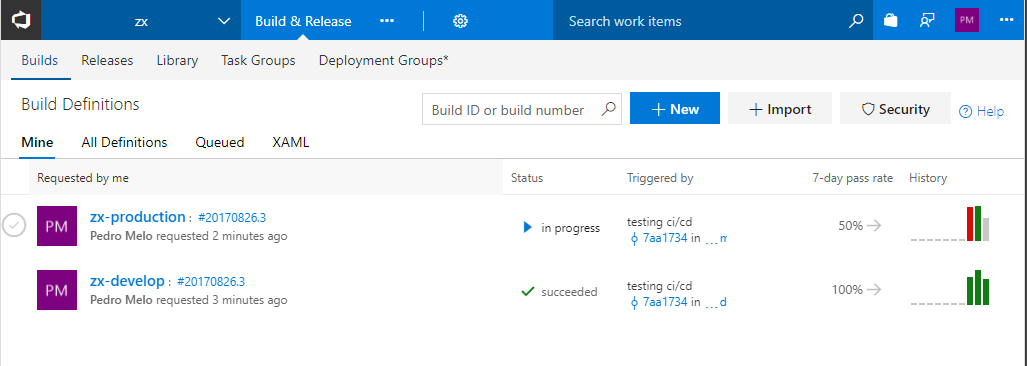 zx Build & Release ... Search work items PM ...
Builds Releases Library Task Groups Deployment Groups*
Build Definitions Build ID or build number + New + Import Security Help
Mine All Definitions Queued XAML
Requested by me Status Triggered by 7-day pass rate History
PM zx-production : #20170826.3 in progress testing ci/cd 50%
Pedro Melo requested 2 minutes ago 7aa1734 in ...m
PM zx-develop : #20170826.3 succeeded testing ci/cd 100%
Pedro Melo requested 3 minutes ago 7aa1734 in ...d